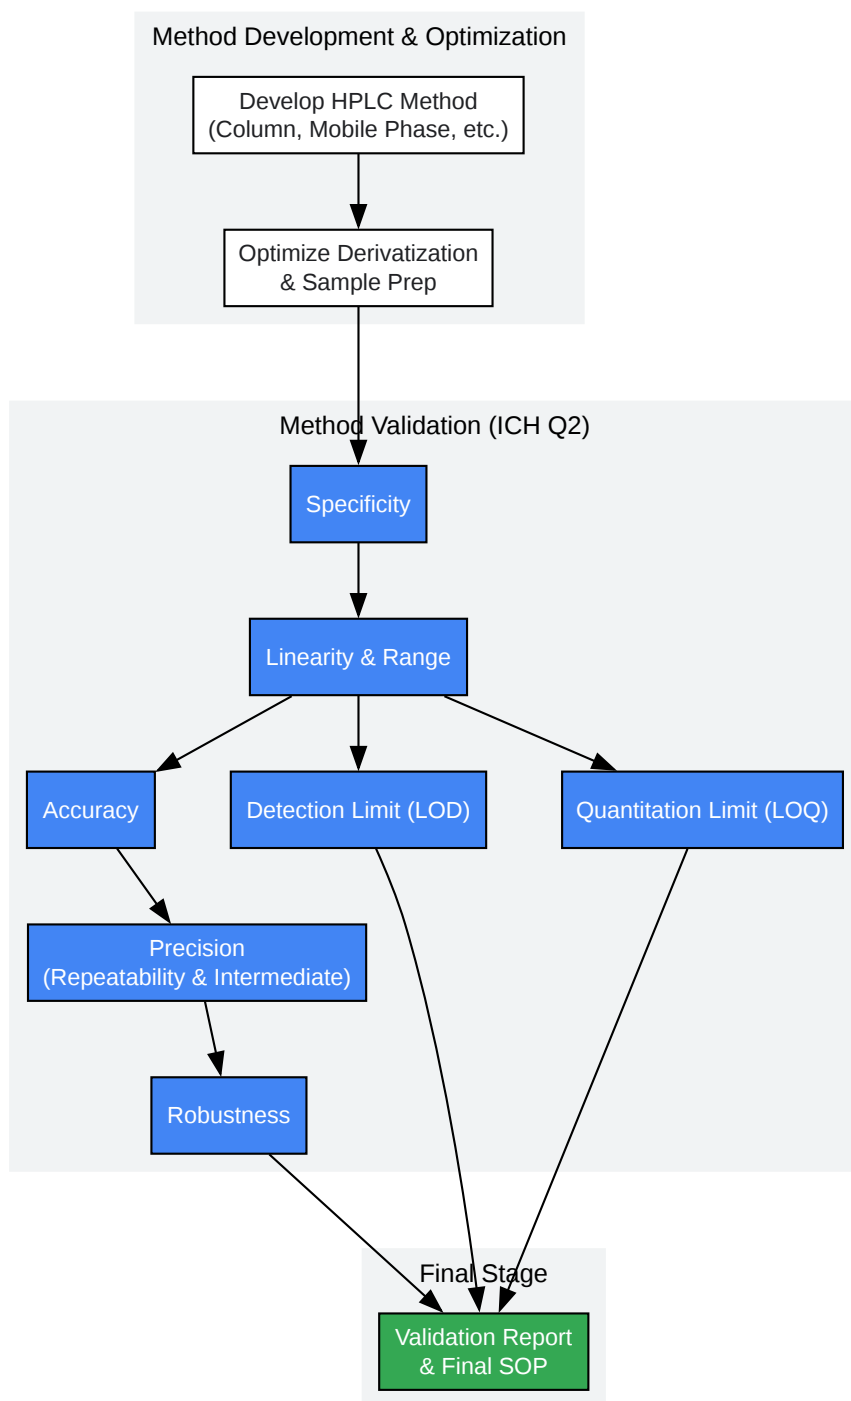 Method Development & Optimization
Develop HPLC Method
(Column, Mobile Phase, etc.)
Optimize Derivatization
& Sample Prep
Method Validation (ICH Q2)
Specificity
Linearity & Range
Accuracy
Detection Limit (LOD)
Quantitation Limit (LOQ)
Precision
(Repeatability & Intermediate)
Robustness
Final Stage
Validation Report
& Final SOP